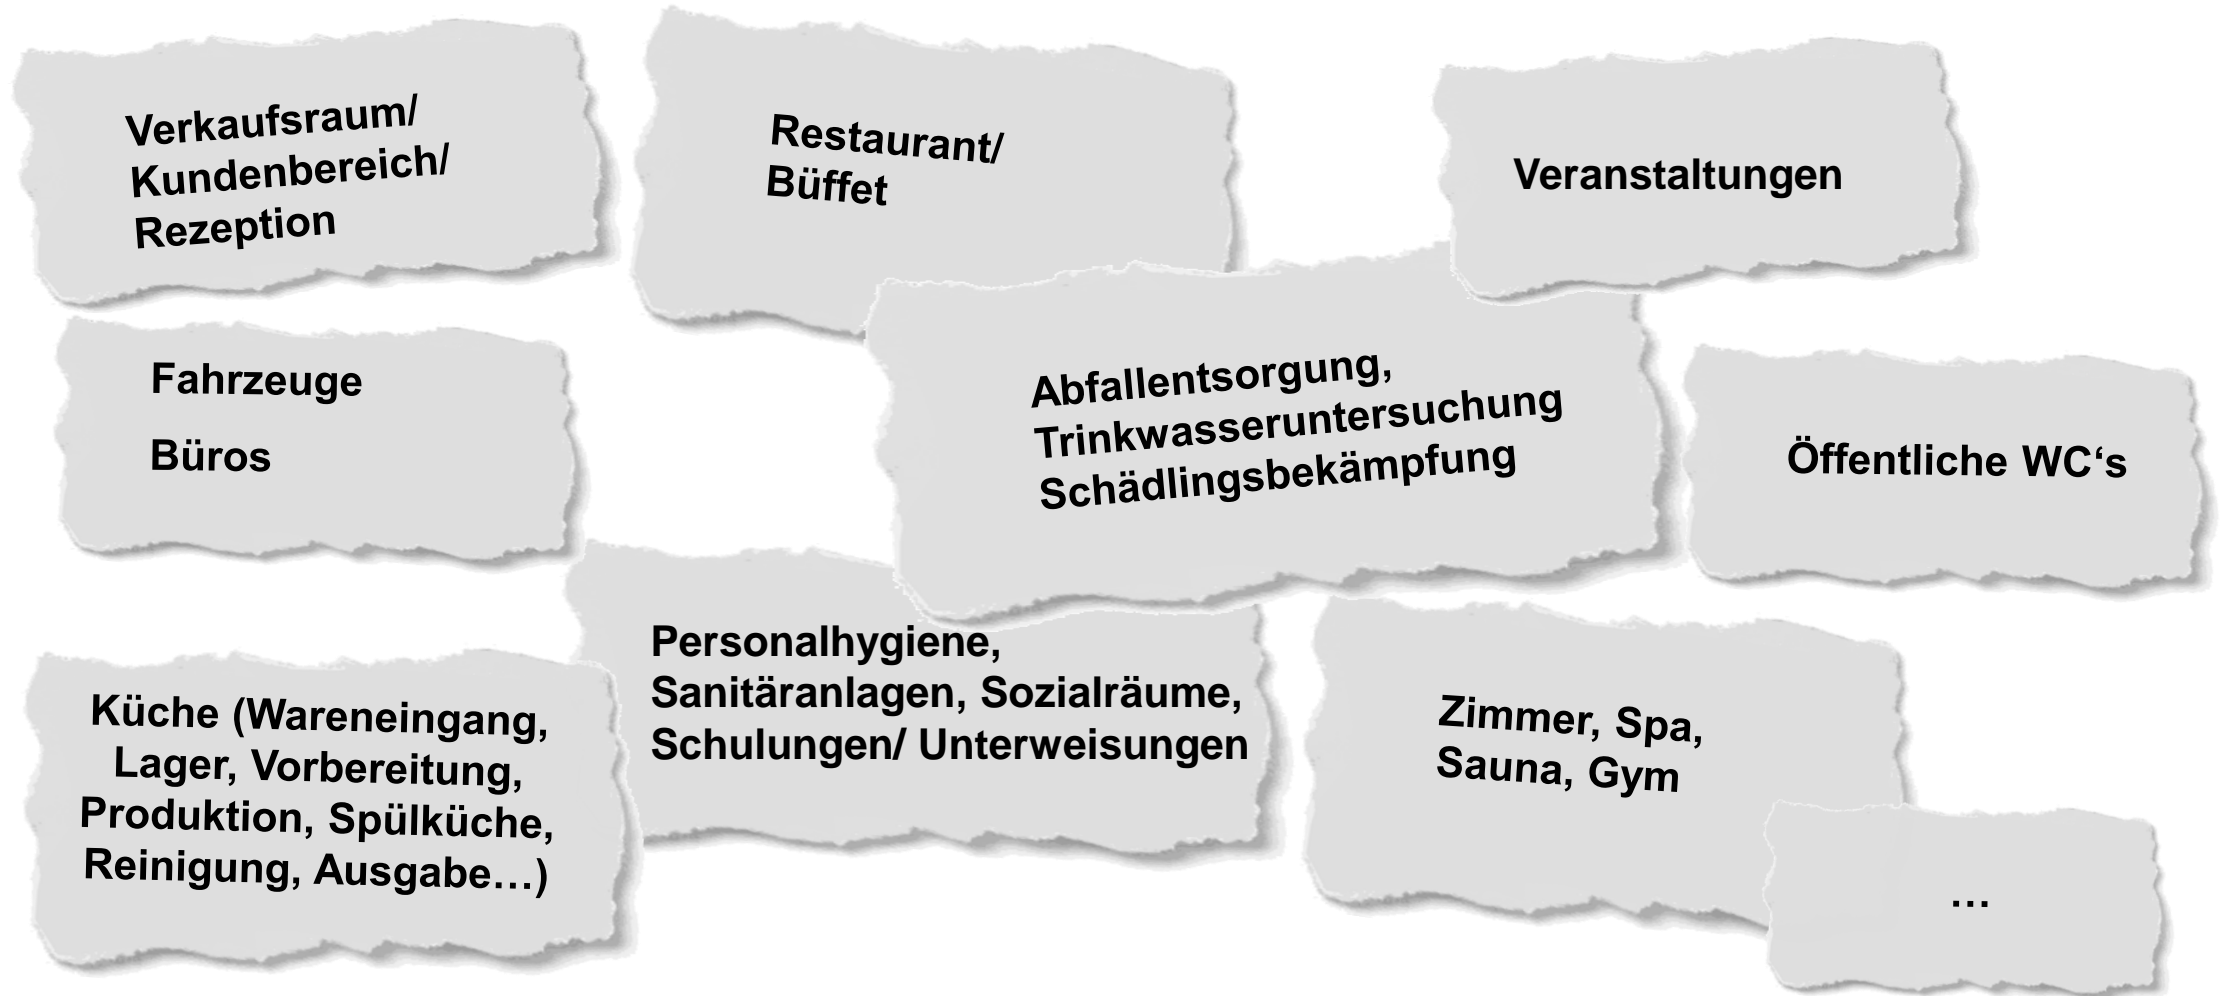 Verkaufsraum/
Kundenbereich/
Rezeption
Restaurant/
Büffet
Veranstaltungen
Fahrzeuge
Büros
Abfallentsorgung,
Trinkwasseruntersuchung
Schädlingsbekämpfung
Öffentliche WC‘s
Küche (Wareneingang,
Lager, Vorbereitung,
Produktion, Spülküche,
Reinigung, Ausgabe…)
Personalhygiene,
Sanitäranlagen, Sozialräume,
Schulungen/ Unterweisungen
Zimmer, Spa,
Sauna, Gym
…